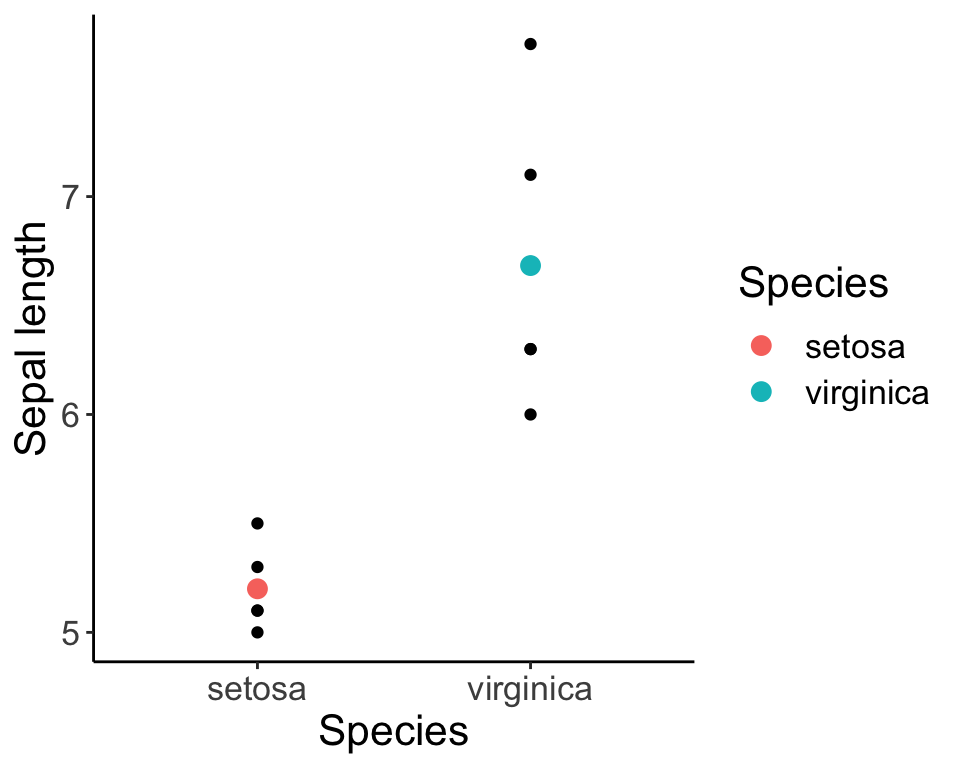 Sepal length
7
6
5
setosa
virginica
Species
Species
setosa
virginica